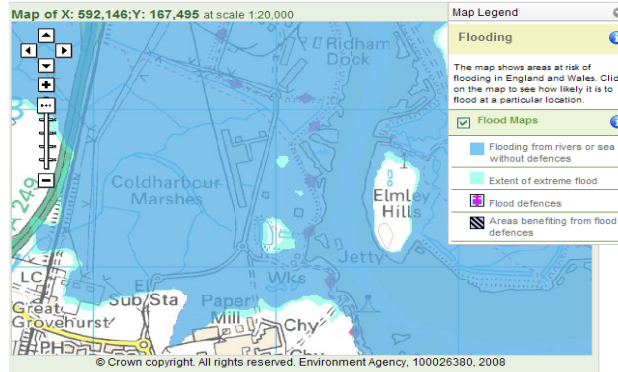 Map of X: 592,146;Y: 167,495 at scale 1:20,000
Map Legend
Flooding
The map shows areas at risk of
flooding in England and Wales. Clic
on the map to see how likely it is to
flood at a particular location.
Flood Maps
Flooding from rivers or sea
without defences
Extent of extreme flood
Flood defences
Areas benefiting from flood
defences
Ridham
Dock
A 249
Coldharbour
Marshes
Elmley
Hills
Jetty
Wks
LC
El
Sub Sta
Paper
Mill
Chy
Great
Grovehurst
© Crown copyright. All rights reserved. Environment Agency, 100026380, 2008